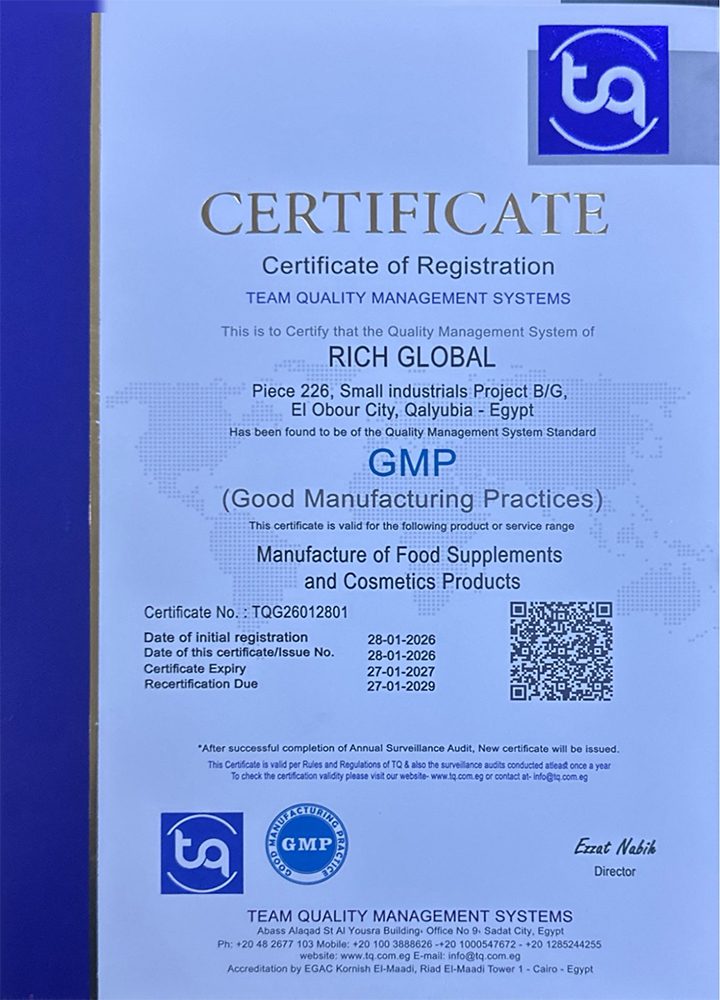 tq
CERTIFICATE
Certificate of Registration
TEAM QUALITY MANAGEMENT SYSTEMS
This is to Certify that the Quality Management System of
RICH GLOBAL
Piece 226, Small industrials Project B/G,
El Obour City, Qalyubia - Egypt
Has been found to be of the Quality Management System Standard
GMP
(Good Manufacturing Practices)
This certificate is valid for the following product or service range
Manufacture of Food Supplements
and Cosmetics Products
Certificate No. : TQG26012801
Date of initial registration 28-01-2026
Date of this certificate/Issue No. 28-01-2026
Certificate Expiry 27-01-2027
Recertification Due 27-01-2029
*After successful completion of Annual Surveillance Audit, New certificate will be issued.
This Certificate is valid per Rules and Regulations of TQ & also the surveillance audits conducted atleast once a year
To check the certification validity please visit our website- www.tq.com.eg or contact at- info@tq.com.eg
tq
GOOD MANUFACTURING PRACTICE
GMP
Ezzat Nabih
Director
TEAM QUALITY MANAGEMENT SYSTEMS
Abass Alaqad St Al Yousra Building، Office No 9، Sadat City, Egypt
Ph: +20 48 2677 103 Mobile: +20 100 3888626 -+20 1000547672 - +20 1285244255
website: www.tq.com.eg E-mail: info@tq.com.eg
Accreditation by EGAC Kornish El-Maadi, Riad El-Maadi Tower 1 - Cairo - Egypt